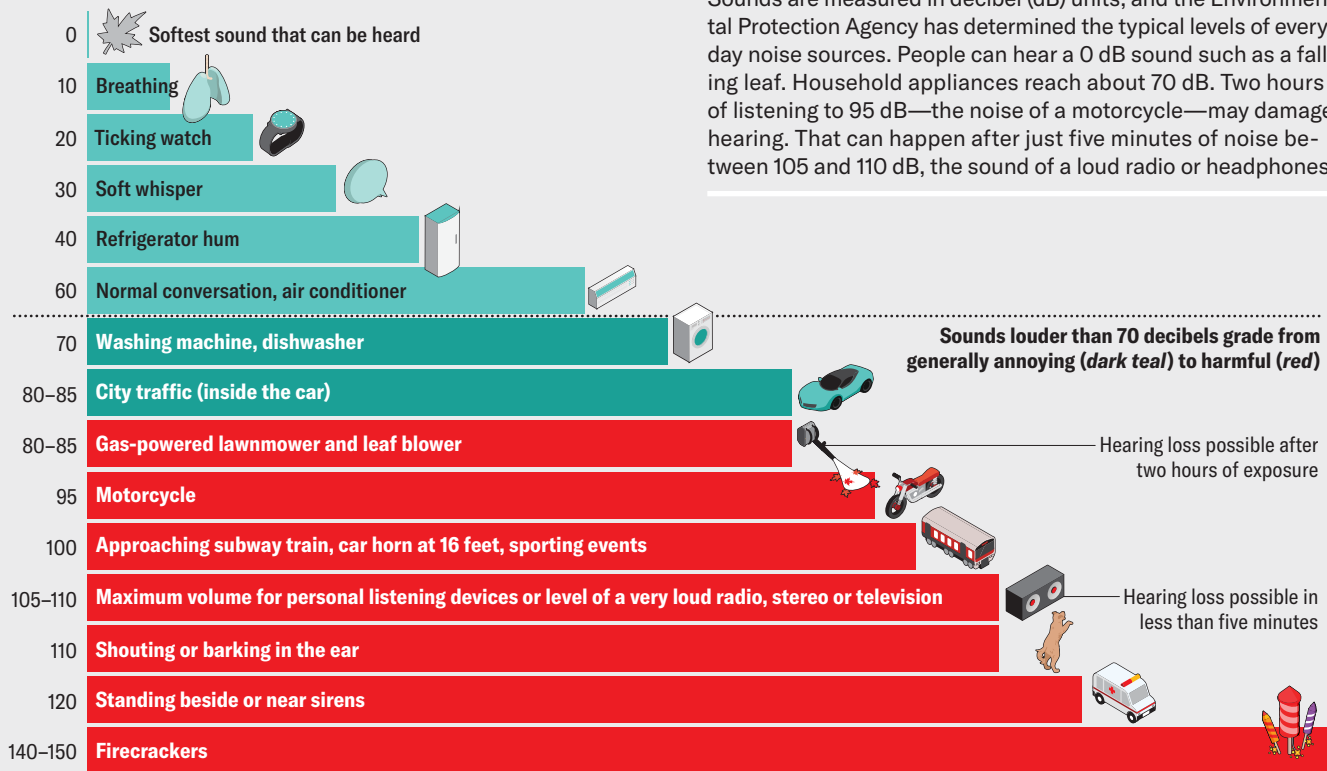 Sounds are measured in decibel (dB) units, and the Environmen-
tal Protection Agency has determined the typical levels of every-
day noise sources. People can hear a 0 dB sound such as a fall-
ing leaf. Household appliances reach about 70 dB. Two hours
of listening to 95 dB—the noise of a motorcycle—may damage
hearing. That can happen after just five minutes of noise be-
tween 105 and 110 dB, the sound of a loud radio or headphones
0 Softest sound that can be heard
10 Breathing
20 Ticking watch
30 Soft whisper
40 Refrigerator hum
60 Normal conversation, air conditioner
70 Washing machine, dishwasher
Sounds louder than 70 decibels grade from
generally annoying (dark teal) to harmful (red)
80–85 City traffic (inside the car)
80–85 Gas-powered lawnmower and leaf blower
Hearing loss possible after
two hours of exposure
95 Motorcycle
100 Approaching subway train, car horn at 16 feet, sporting events
105–110 Maximum volume for personal listening devices or level of a very loud radio, stereo or television
Hearing loss possible in
less than five minutes
110 Shouting or barking in the ear
120 Standing beside or near sirens
140–150 Firecrackers